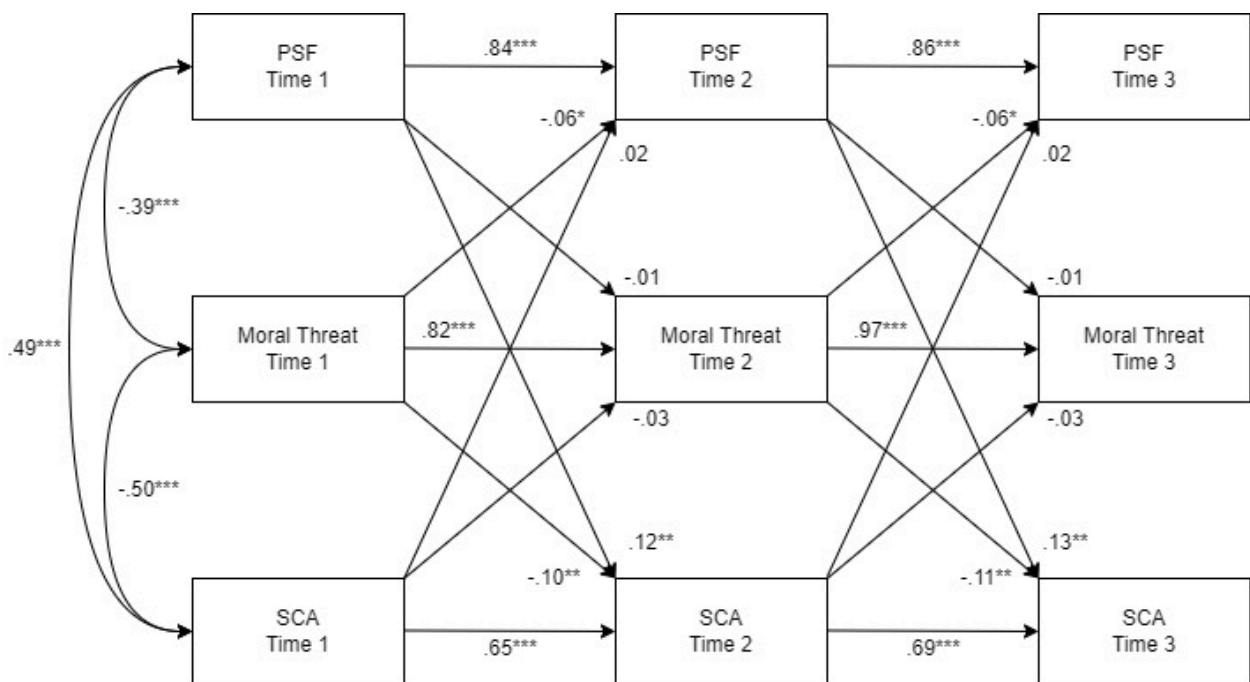 PSF
Time 1
.84***
PSF
Time 2
.86***
PSF
Time 3
-.06*
.02
-.06*
.02
-.39***
-.01
-.01
.49***
Moral Threat
Time 1
.82***
Moral Threat
Time 2
.97***
Moral Threat
Time 3
-.03
-.03
-.50***
.12**
-.10**
.13**
-.11**
SCA
Time 1
.65***
SCA
Time 2
.69***
SCA
Time 3